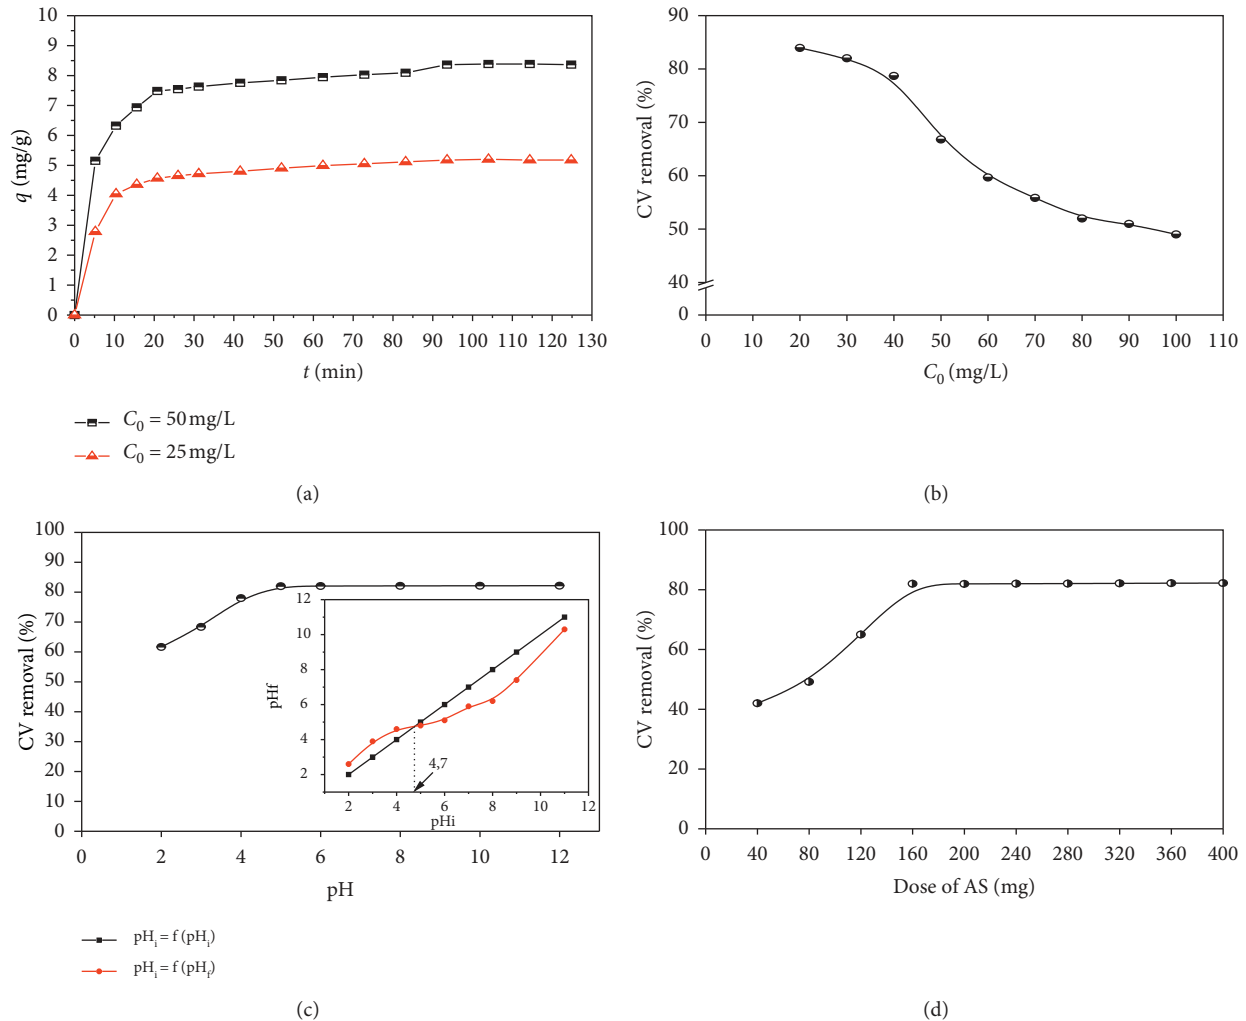 10
9
8
7
6
5
4
3
2
1
0
q (mg/g)
0 10 20 30 40 50 60 70 80 90 100 110 120 130
t (min)
C0 = 50 mg/L
C0 = 25 mg/L
(a)
90
80
70
60
50
40
0
CV removal (%)
0 10 20 30 40 50 60 70 80 90 100 110
C0 (mg/L)
(b)
100
90
80
70
60
50
40
30
20
10
0
CV removal (%)
0 2 4 6 8 10 12
pH
12
10
8
6
4
2
pHf
4,7
2 4 6 8 10 12
pHi
pHi = f (pHi)
pHi = f (pHf)
(c)
100
80
60
40
20
0
CV removal (%)
0 40 80 120 160 200 240 280 320 360 400
Dose of AS (mg)
(d)